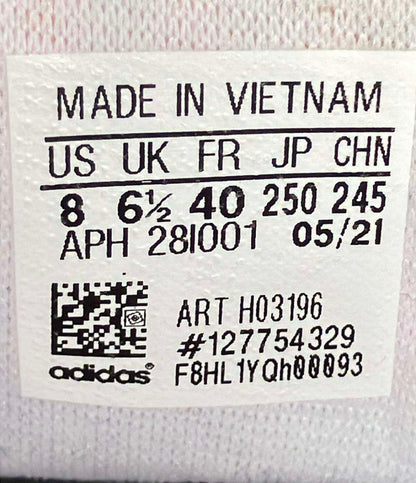 MADE IN VIETNAM
US UK FR JP CHN
8 6½ 40 250 245
APH 28I001 05/21
ART H03196
#127754329
adidas® F8HL1YQh00093